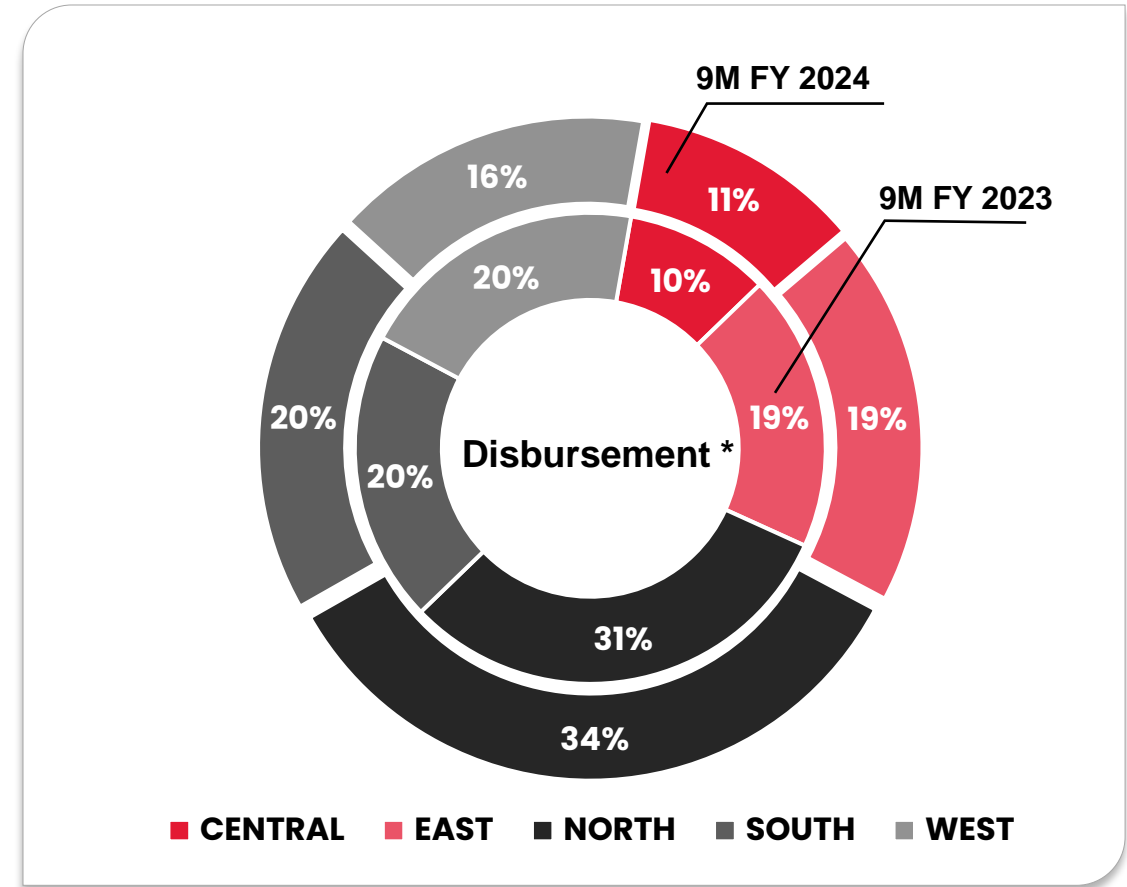 9M FY 2024
16%
11%
9M FY 2023
20%
10%
20%
19%
19%
Disbursement *
20%
31%
34%
CENTRAL EAST NORTH SOUTH WEST